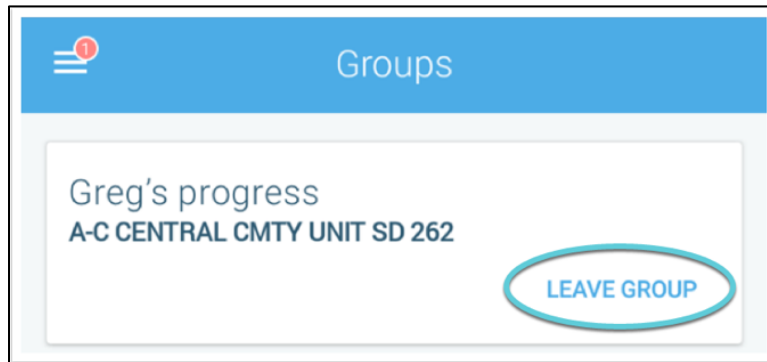 1
Groups
Greg's progress
A-C CENTRAL CMTY UNIT SD 262
LEAVE GROUP